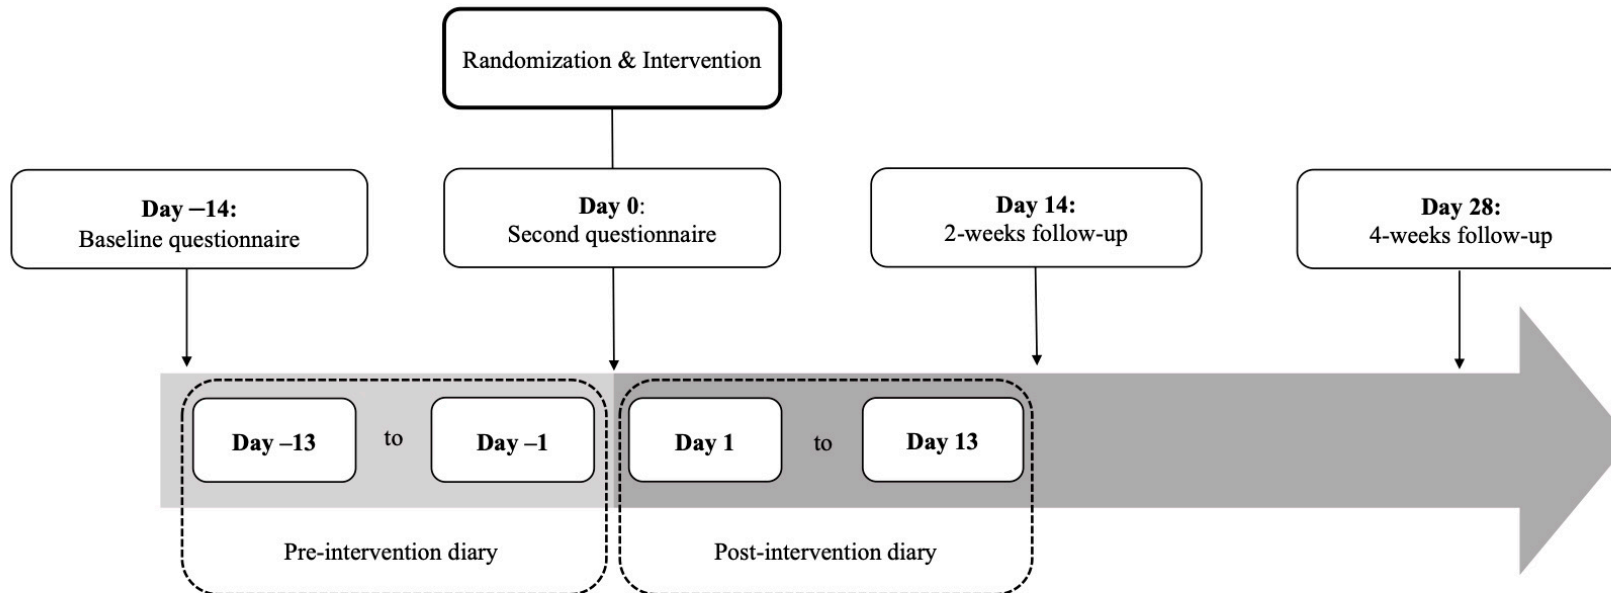 Randomization & Intervention
Day –14:
Baseline questionnaire
Day 0:
Second questionnaire
Day 14:
2-weeks follow-up
Day 28:
4-weeks follow-up
Day –13
to
Day –1
Day 1
to
Day 13
Pre-intervention diary
Post-intervention diary